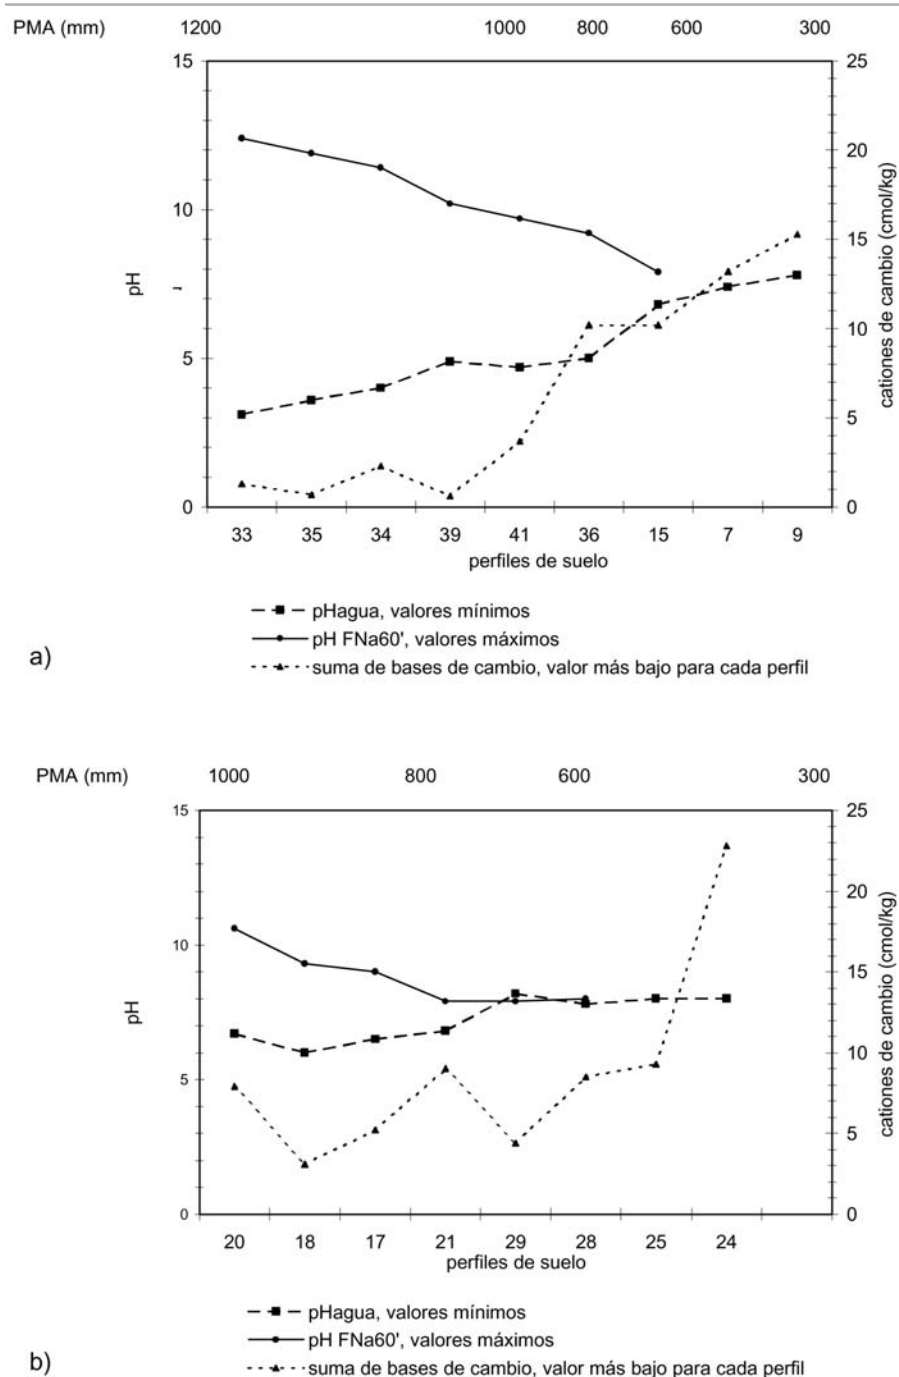 PMA (mm) 1200 1000 800 600 300
15 25
20
10 15
pH
cationes de cambio (cmol/kg)
10
5
5
0 0
33 35 34 39 41 36 15 7 9
perfiles de suelo
pHagua, valores mínimos
pH FNa60', valores máximos
a)
suma de bases de cambio, valor más bajo para cada perfil
PMA (mm) 1000 800 600 300
15 25
20
10
15
pH
cationes de cambio (cmol/kg)
10
5
5
0 0
20 18 17 21 29 28 25 24
perfiles de suelo
pHagua, valores mínimos
pH FNa60', valores máximos
b)
suma de bases de cambio, valor más bajo para cada perfil